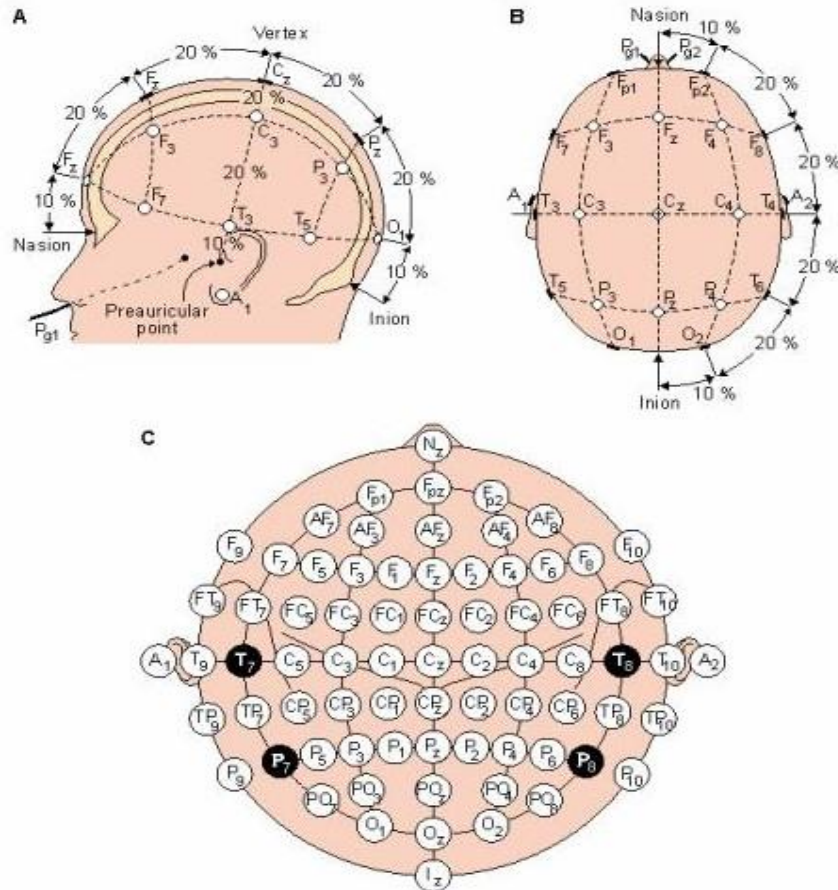 A
Vertex
20 %
20 %
Fz
Cz
20 %
20 %
20 %
F3
C3
Pz
Fz
20 %
P3
20 %
10 %
F7
T3
T5
O1
Nasion
10 %
10 %
A1
Preauricular
point
Inion
Pg1
B
Nasion
Pg1
Pg2
10 %
Fp1
Fp2
20 %
F7
F3
Fz
F4
F8
20 %
A1
T3
C3
Cz
C4
T4
A2
20 %
T5
P3
Pz
P4
T6
O1
O2
20 %
10 %
Inion
C
Nz
Fp1
Fpz
Fp2
AF7
AF3
AFz
AF4
AF8
F9
F7
F5
F3
F1
Fz
F2
F4
F6
F8
F10
FT9
FT7
FC5
FC3
FC1
FCz
FC2
FC4
FC6
FT8
FT10
A1
T9
T7
C5
C3
C1
Cz
C2
C4
C8
T8
T10
A2
TP9
TP7
CP5
CP3
CP1
CPz
CP2
CP4
CP6
TP8
TP10
P9
P7
P5
P3
P1
Pz
P2
P4
P6
P8
P10
PO7
PO3
POz
PO4
PO8
O1
Oz
O2
Iz